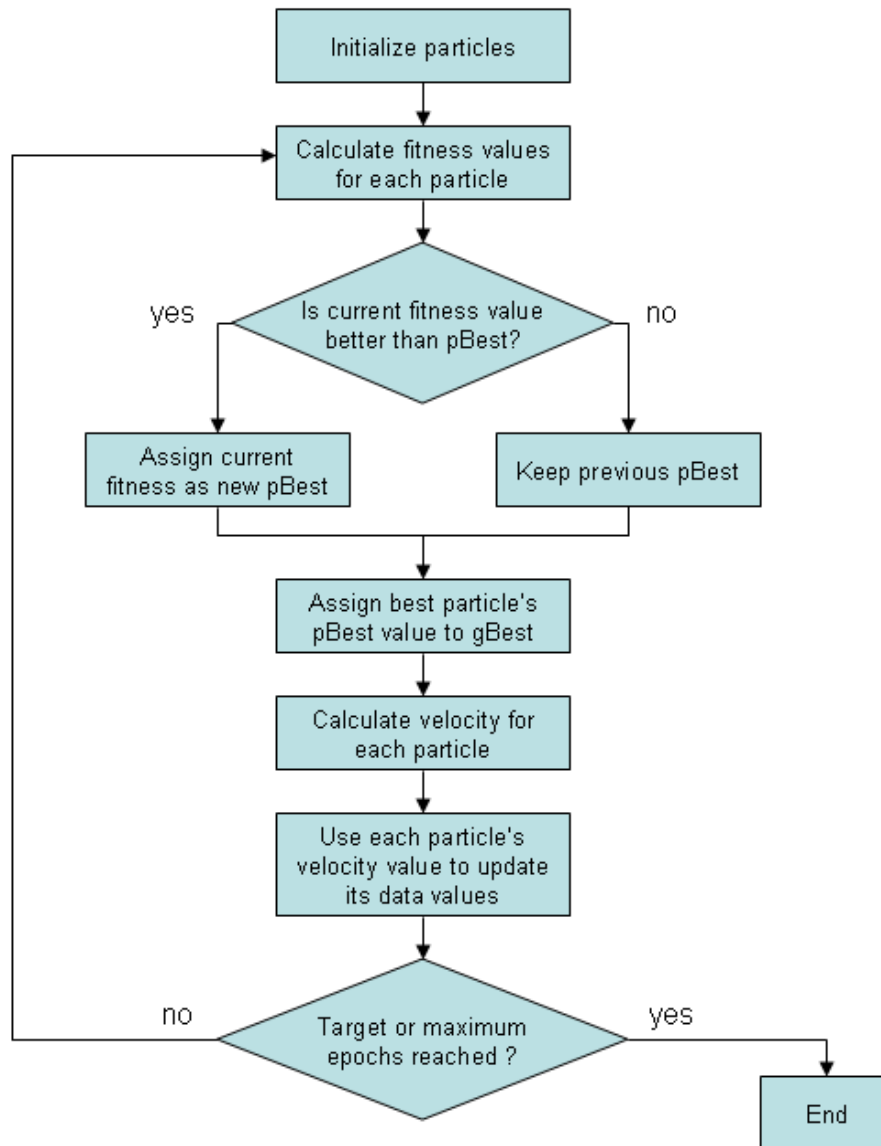 Initialize particles
Calculate fitness values
for each particle
Is current fitness value
better than pBest?
yes
no
Assign current
fitness as new pBest
Keep previous pBest
Assign best particle's
pBest value to gBest
Calculate velocity for
each particle
Use each particle's
velocity value to update
its data values
Target or maximum
epochs reached ?
no
yes
End